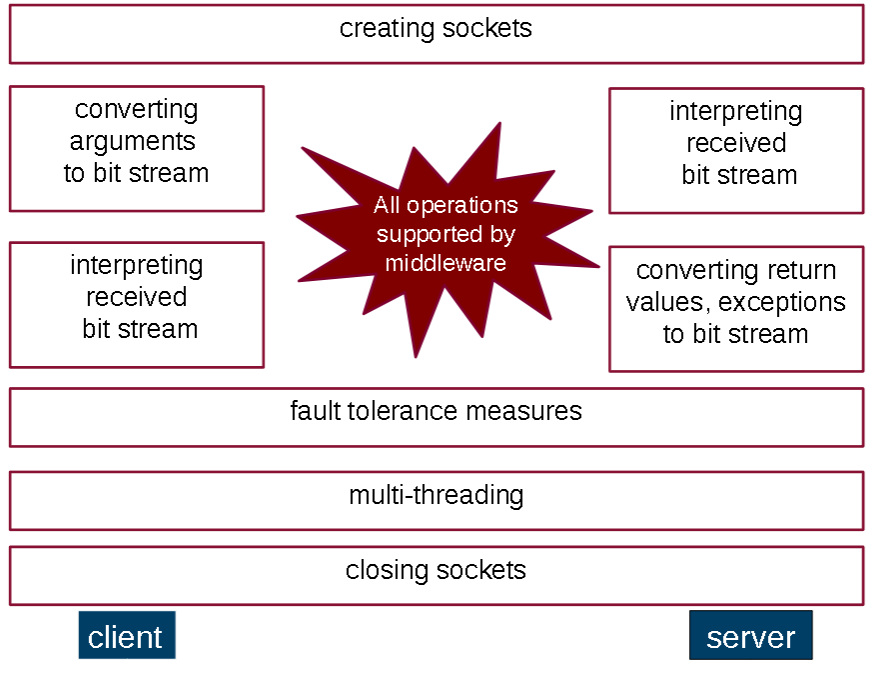 creating sockets
converting
arguments
to bit stream
interpreting
received
bit stream
All operations
supported by
middleware
interpreting
received
bit stream
converting return
values, exceptions
to bit stream
fault tolerance measures
multi-threading
closing sockets
client
server